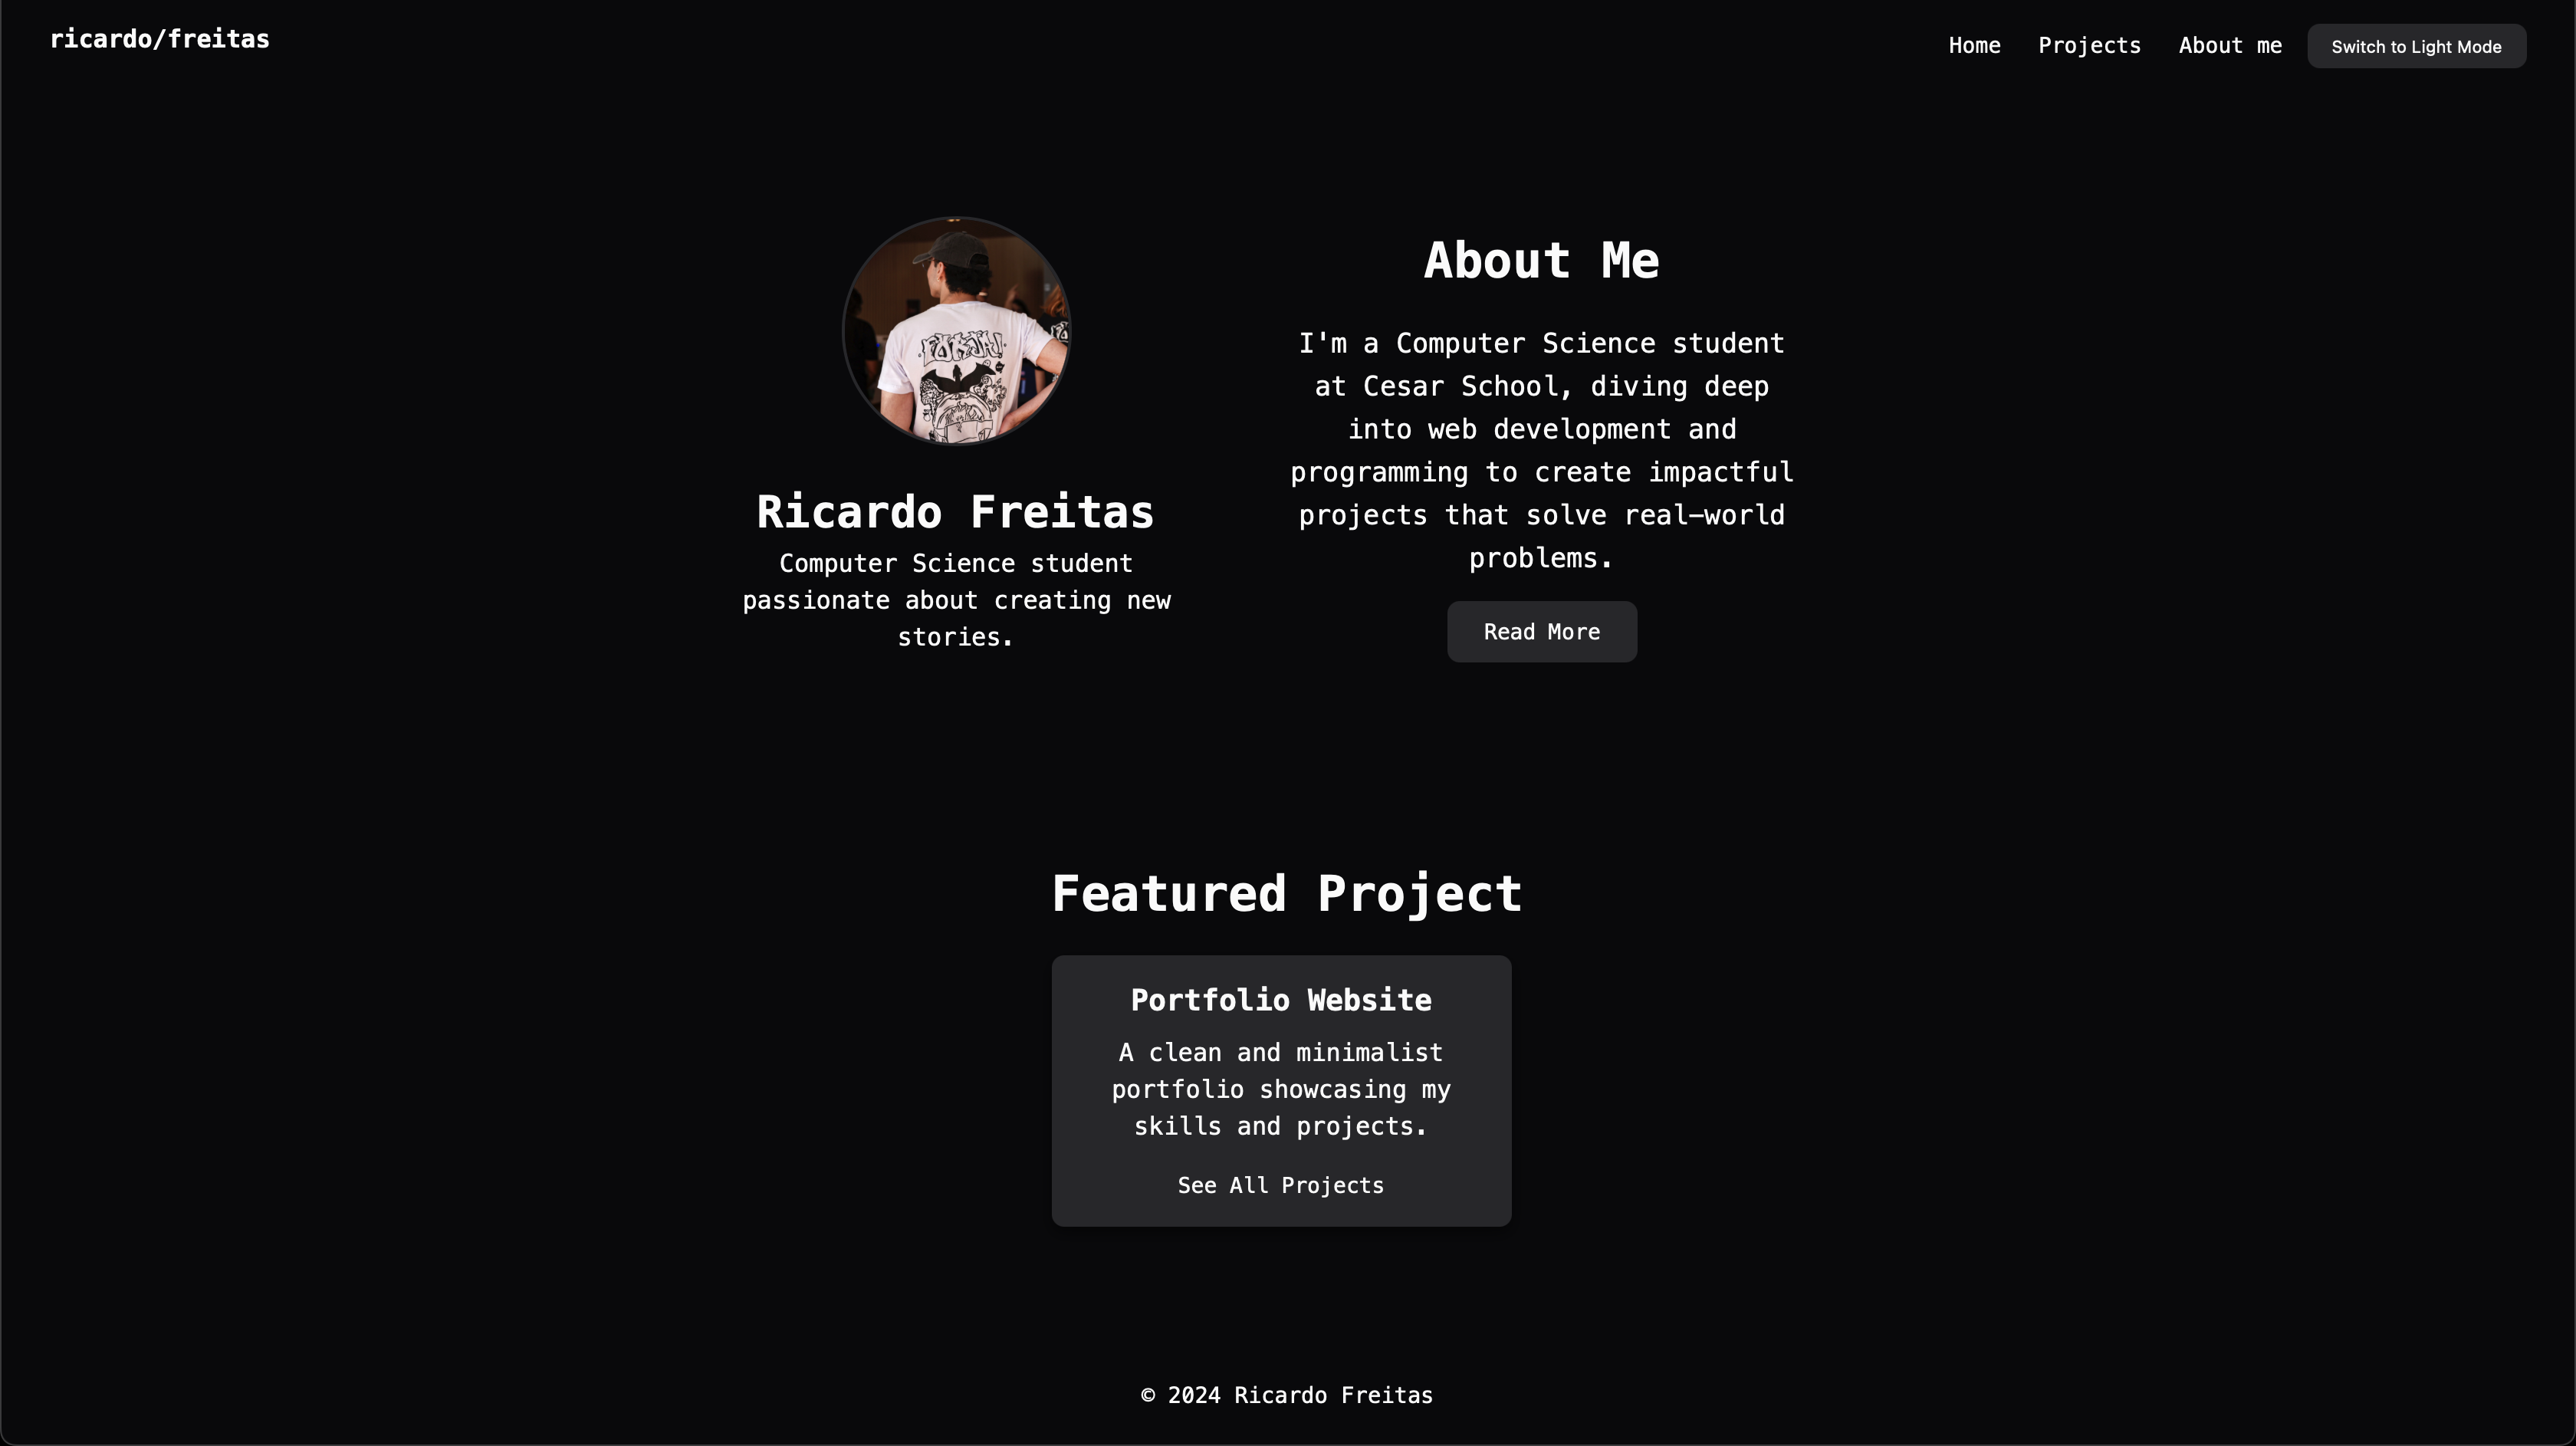 ricardo/freitas
Home
Projects
About me
Switch to Light Mode
Ricardo Freitas
Computer Science student
passionate about creating new
stories.
About Me
I'm a Computer Science student
at Cesar School, diving deep
into web development and
programming to create impactful
projects that solve real-world
problems.
Read More
Featured Project
Portfolio Website
A clean and minimalist
portfolio showcasing my
skills and projects.
See All Projects
© 2024 Ricardo Freitas